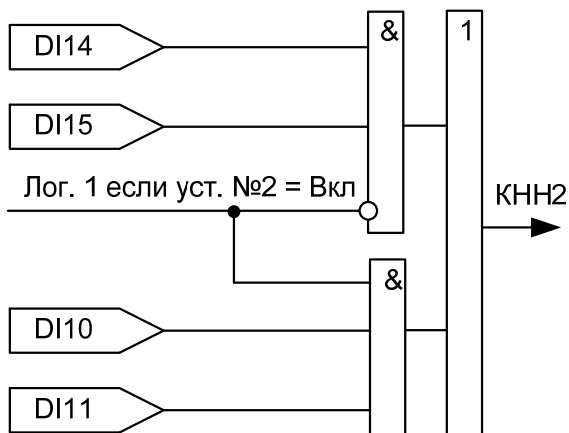 DI14
&
1
DI15
Лог. 1 если уст. №2 = Вкл
КНН2
&
DI10
DI11